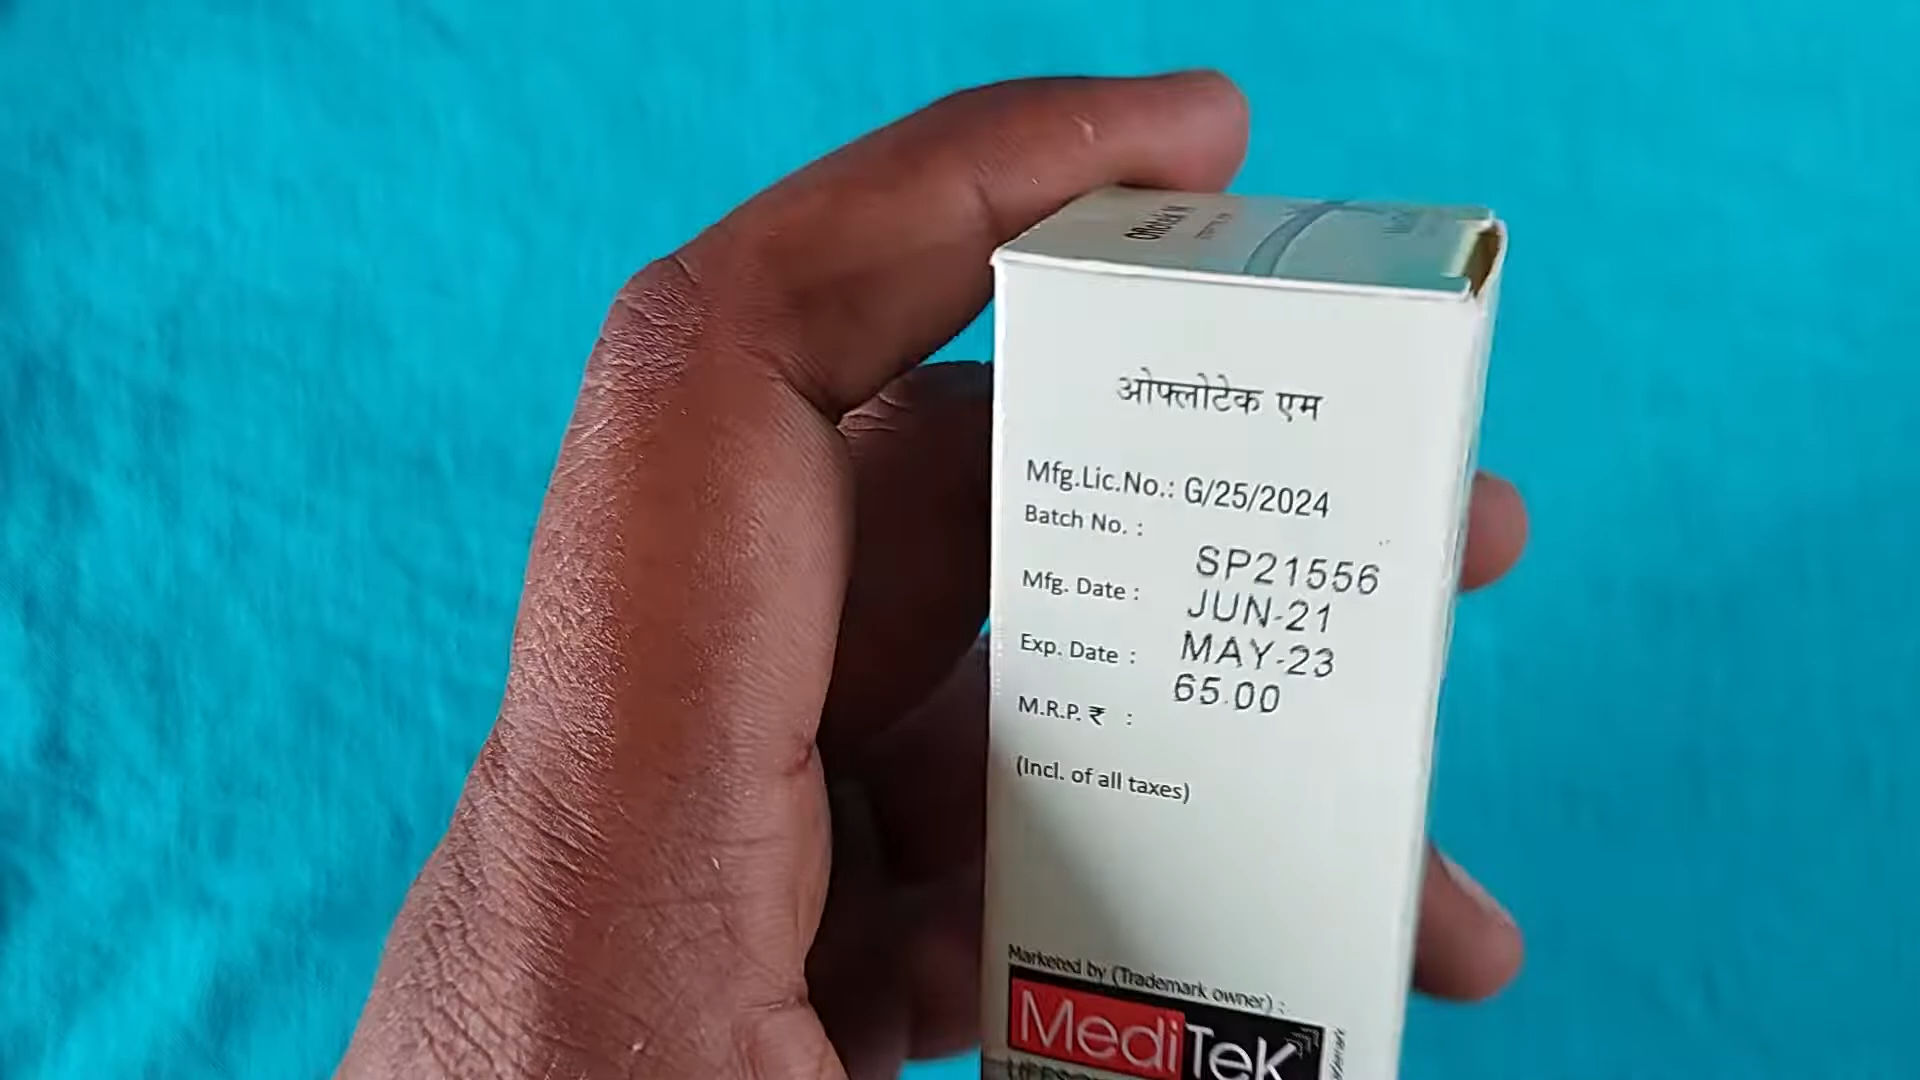 Oflotek M
ओफ्लोटेक एम
Mfg.Lic.No.: G/25/2024
Batch No. :
SP21556
Mfg. Date :
JUN-21
Exp. Date :
MAY-23
65.00
M.R.P. ₹ :
(Incl. of all taxes)
Marketed by (Trademark owner) :
MediTek